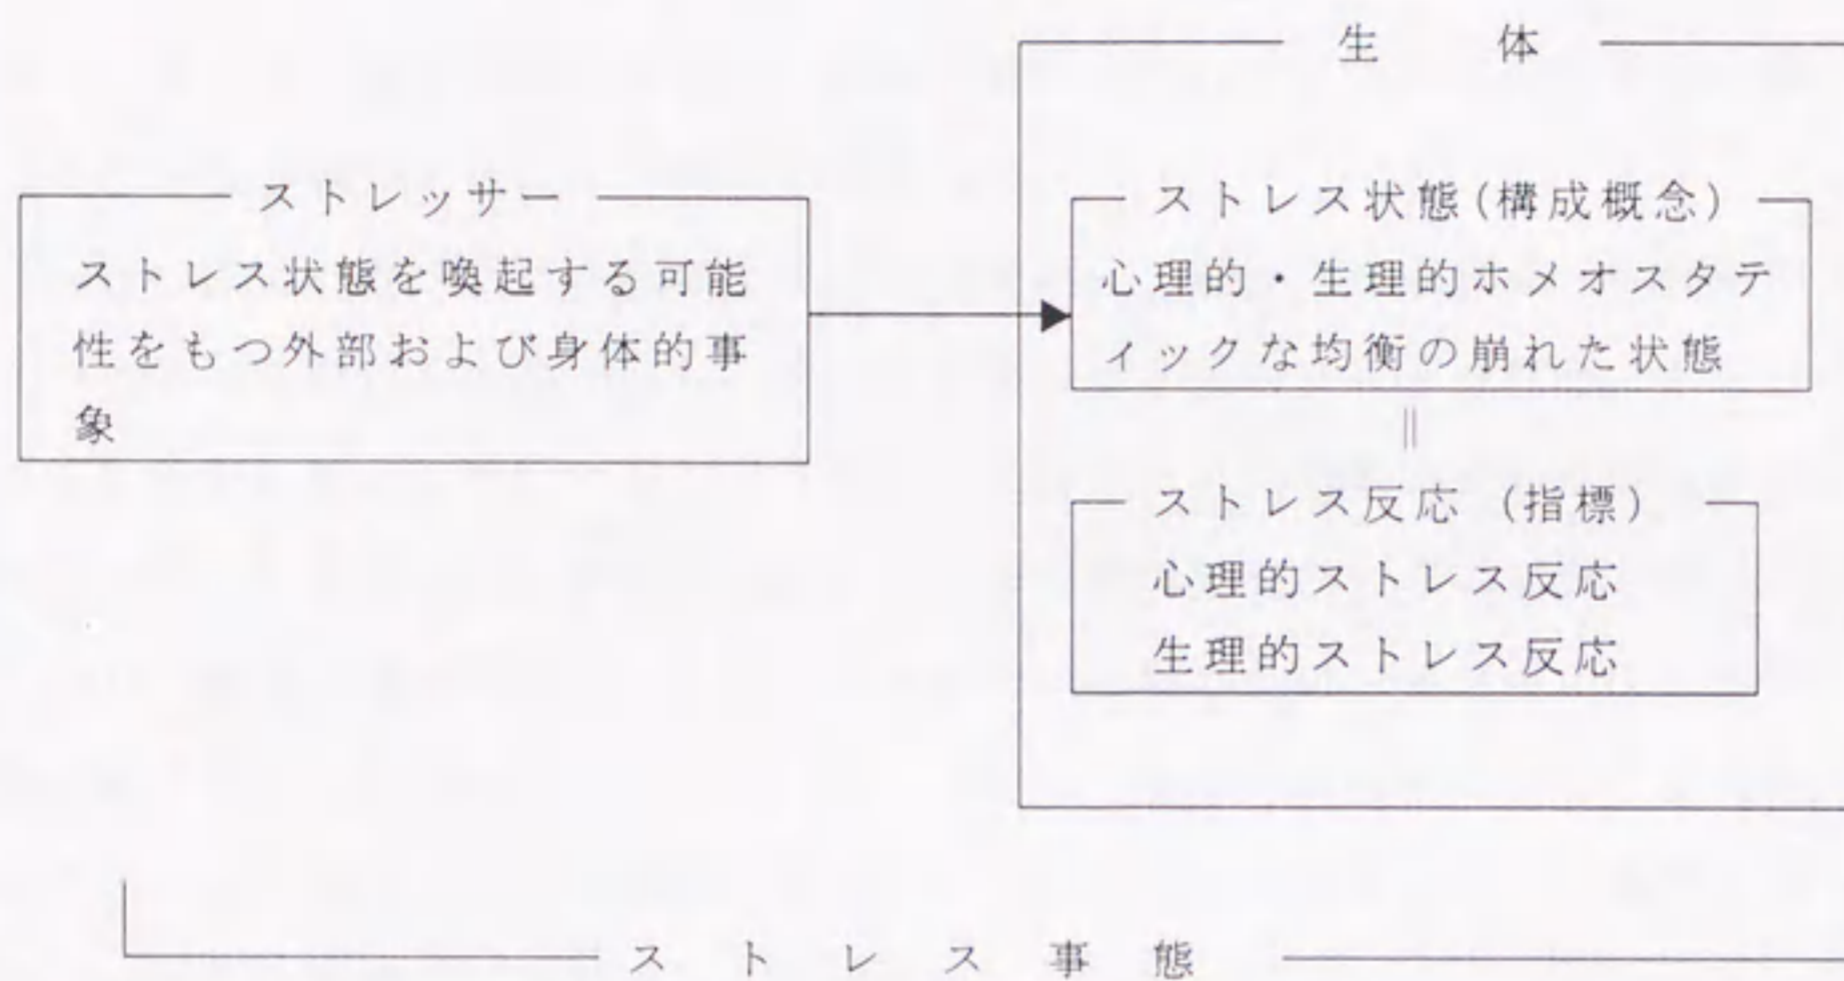 生 体
ストレッサー
ストレス状態を喚起する可能
性をもつ外部および身体的事
象
ストレス状態(構成概念)
心理的・生理的ホメオスタテ
ィックな均衡の崩れた状態
||
ストレス反応 (指標)
心理的ストレス反応
生理的ストレス反応
ストレス事態